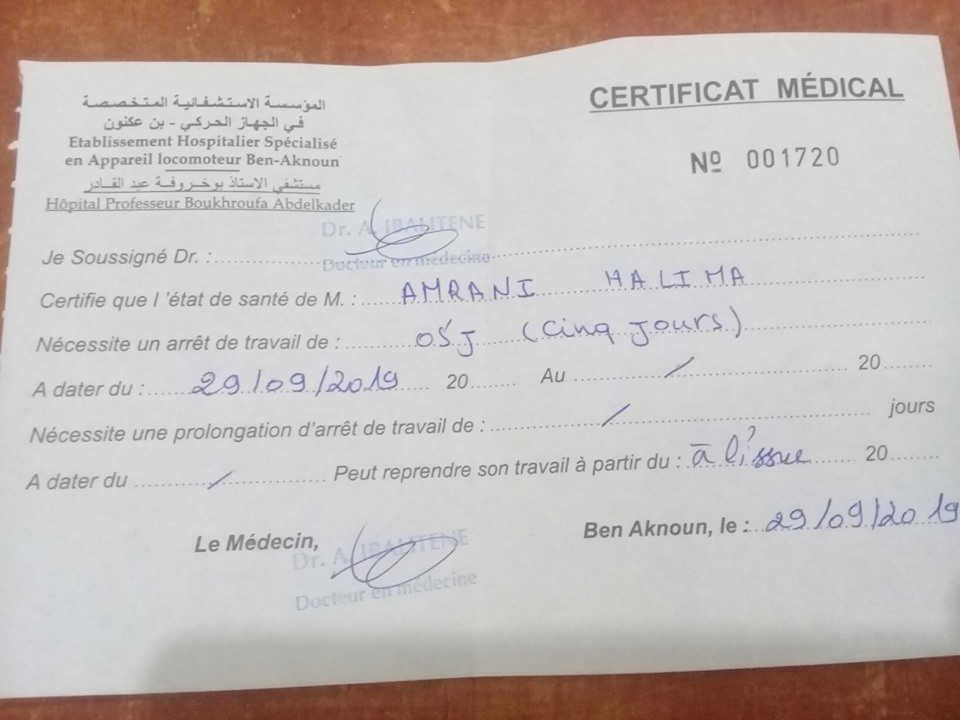 المؤسسة الاستشفائية المتخصصة
في الجهاز الحركي - بن عكنون
Etablissement Hospitalier Spécialisé
en Appareil locomoteur Ben-Aknoun
مستشفى الاستاذ بوخروفة عبد القادر
Hôpital Professeur Boukhroufa Abdelkader
CERTIFICAT MÉDICAL
Nº 001720
Dr. A.
Je Soussigné Dr. :
Docteur en médecine
Certifie que l 'état de santé de M. : AMRANI HALIMA
Nécessite un arrêt de travail de : 05 J (cinq jours)
A dater du : 29/09/2019 20 Au / 20
Nécessite une prolongation d'arrêt de travail de : / jours
A dater du / Peut reprendre son travail à partir du : à l'issue 20
Le Médecin, Ben Aknoun, le : 29/09/2019
Dr. A.
Docteur en médecine